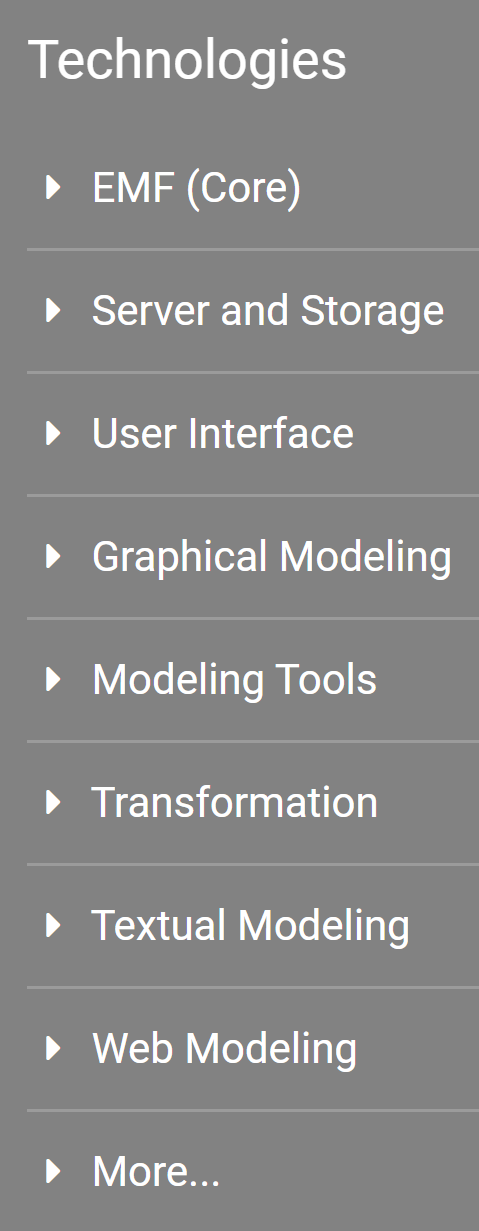 Technologies
EMF (Core)
Server and Storage
User Interface
Graphical Modeling
Modeling Tools
Transformation
Textual Modeling
Web Modeling
More...